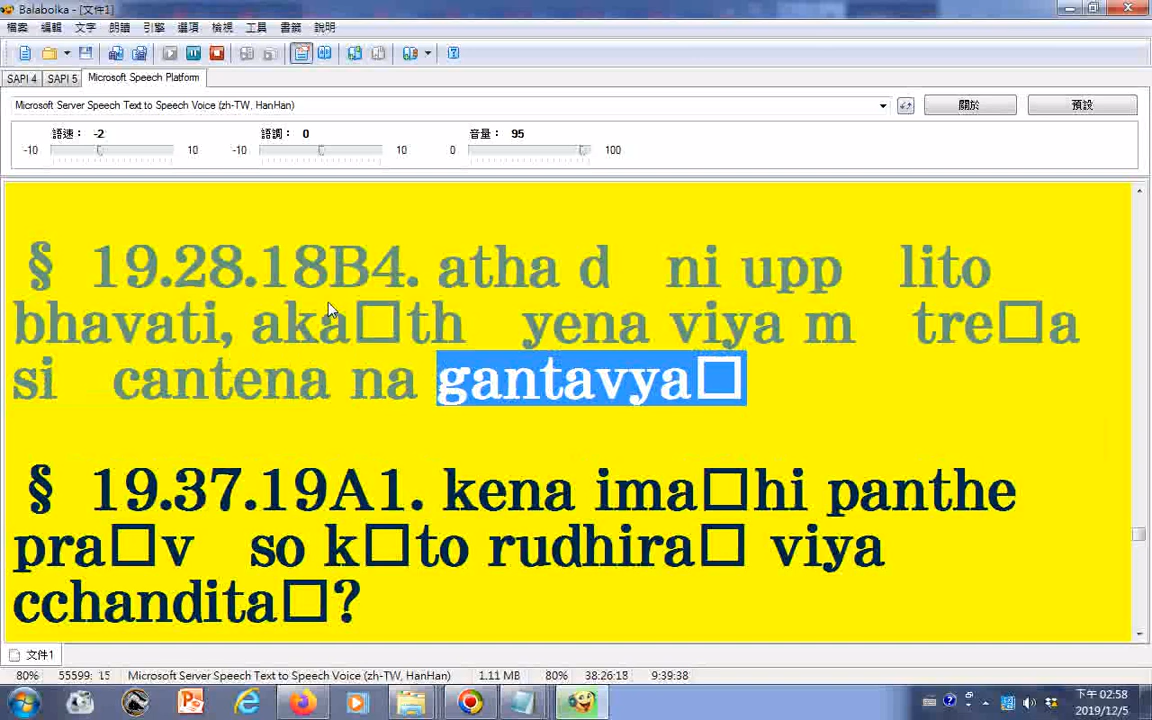 Balabolka - [文件1]
檔案 編輯 文字 朗讀 引擎 選項 檢視 工具 書籤 說明
SAPI 4 SAPI 5 Microsoft Speech Platform
Microsoft Server Speech Text to Speech Voice (zh-TW, HanHan) 關於 預設
語速: -2 語調: 0 音量: 95
-10 10 -10 10 0 100
§ 19.28.18B4. atha d ni upp lito
bhavati, aka□th yena viya m tre□a
si cantena na gantavya□
§ 19.37.19A1. kena ima□hi panthe
pra□v so k□to rudhira□ viya
cchandita□?
文件1
80% 55599: 15 Microsoft Server Speech Text to Speech Voice (zh-TW, HanHan) 1.11 MB 80% 38:26:18 9:39:38
下午 02:58
2019/12/5